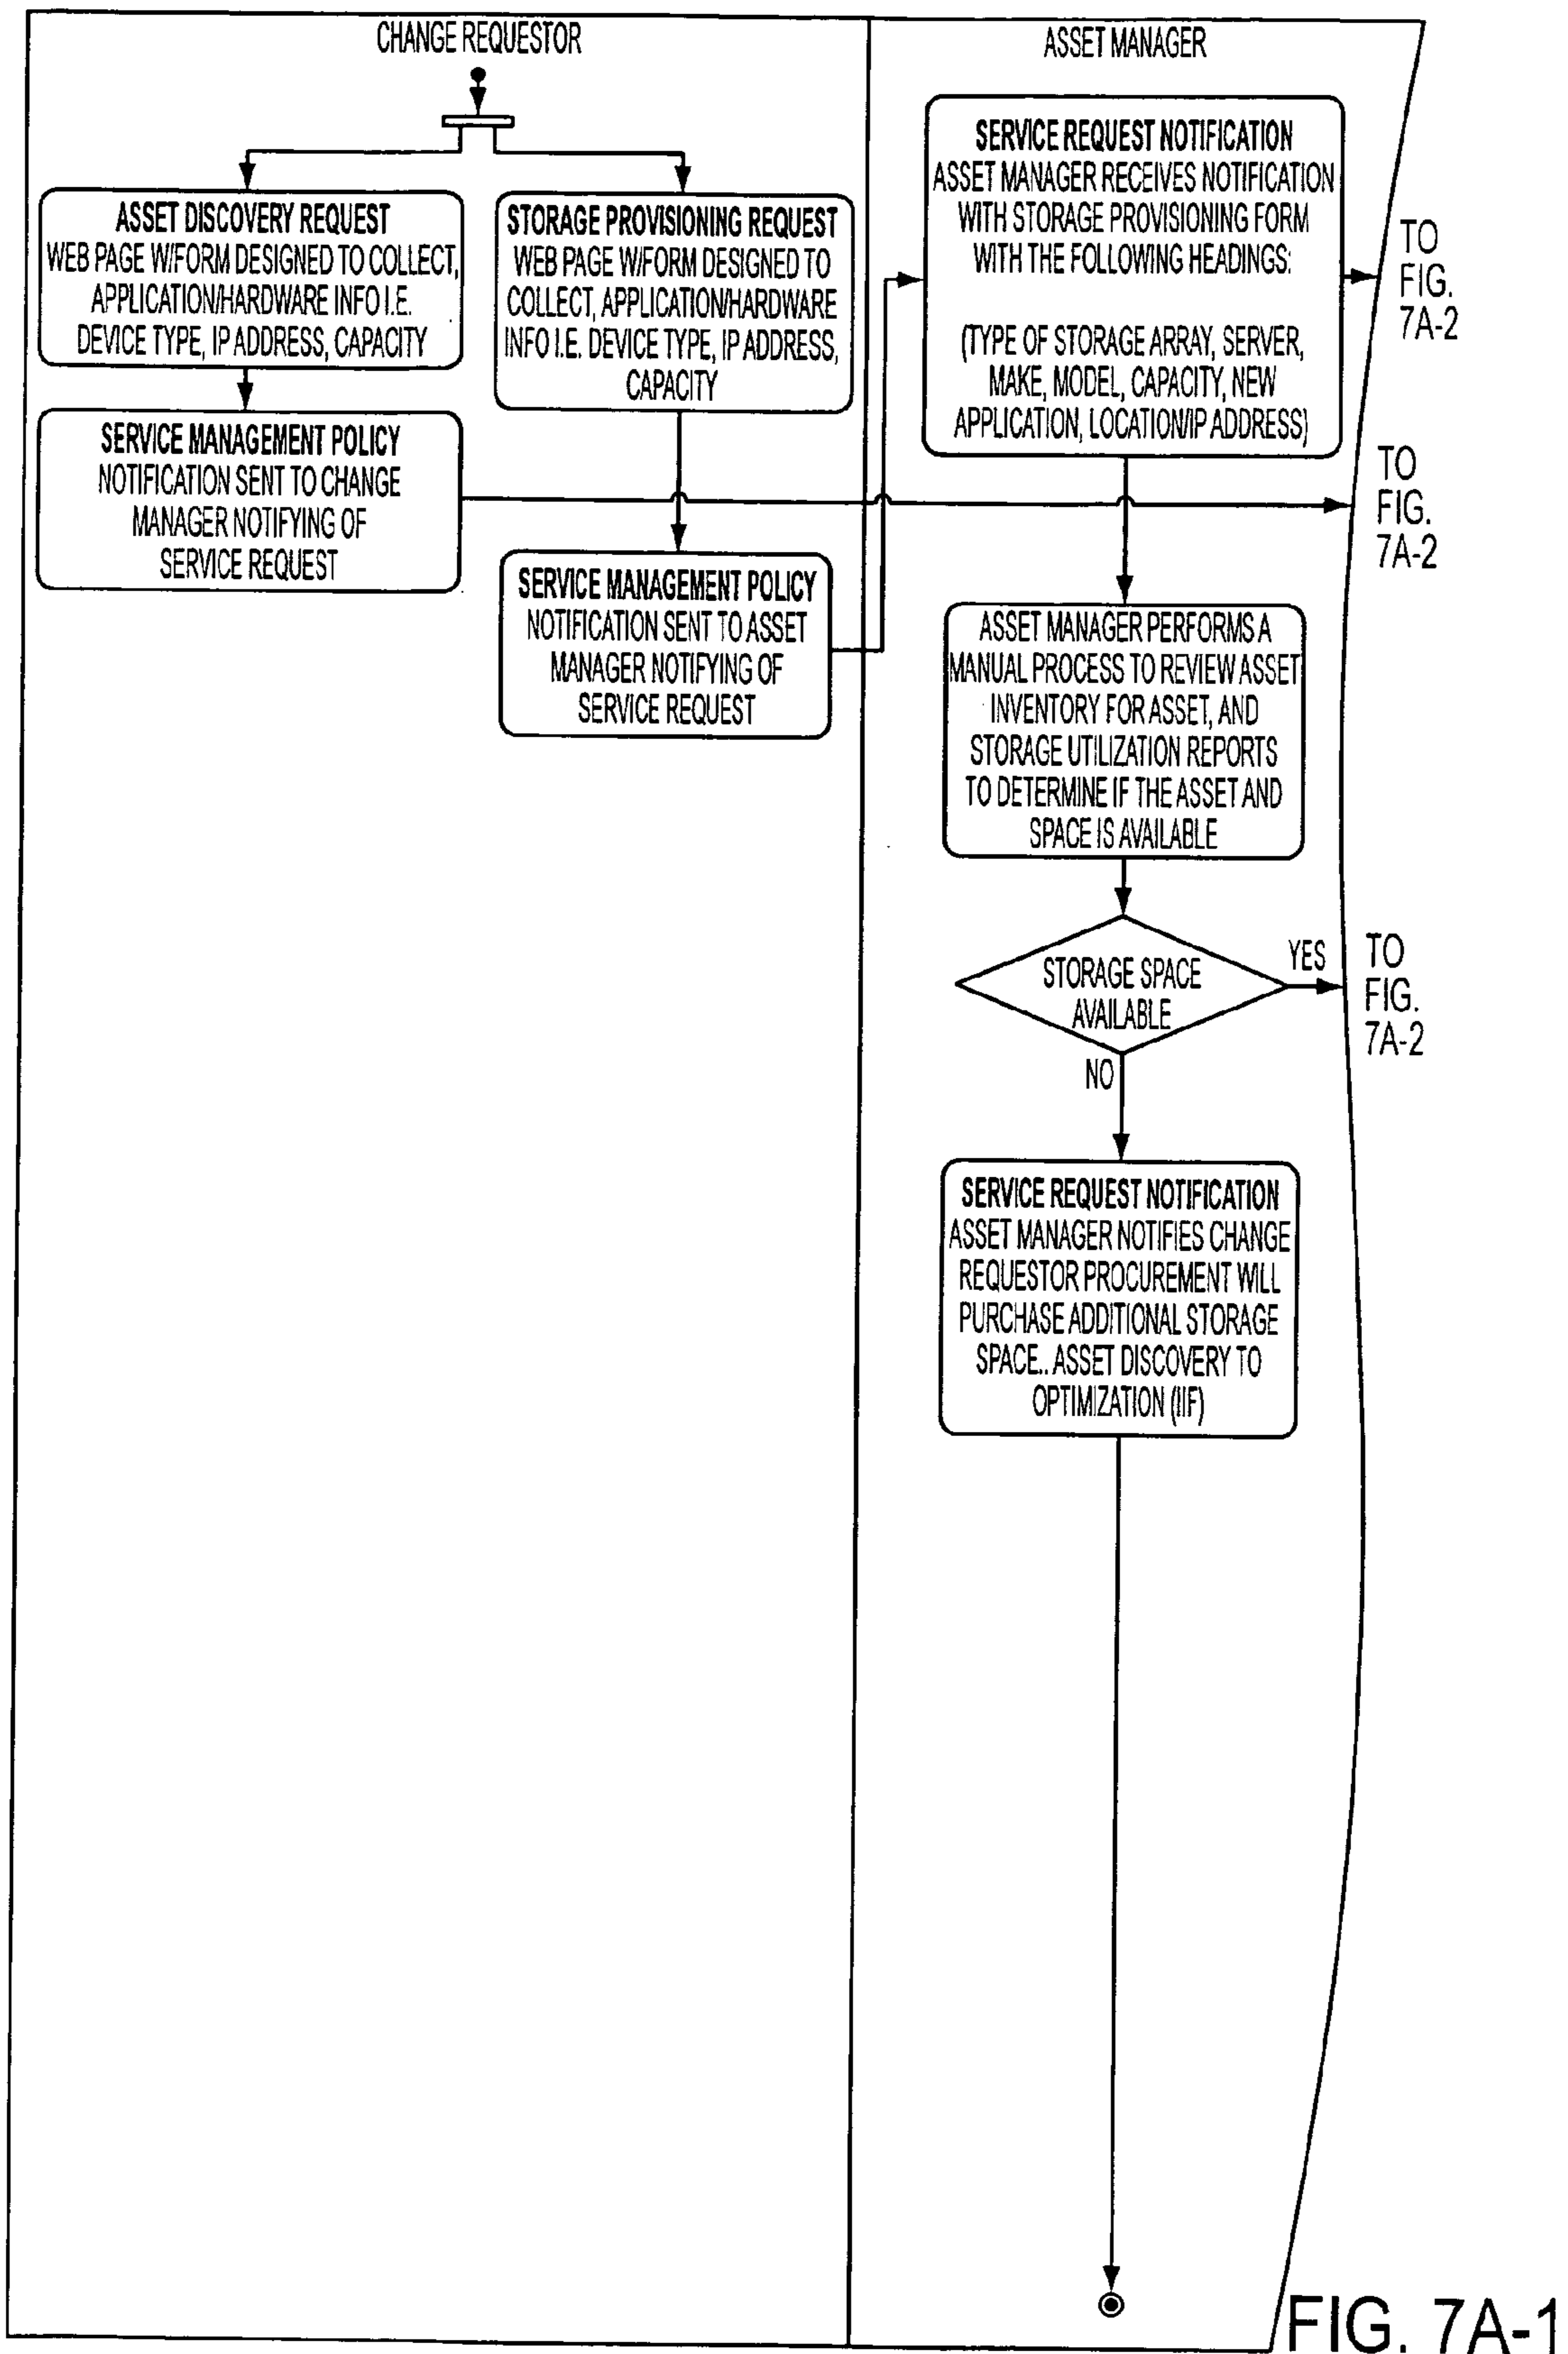 CHANGE REQUESTOR
ASSET DISCOVERY REQUEST
WEB PAGE W/FORM DESIGNED TO COLLECT,
APPLICATION/HARDWARE INFO I.E.
DEVICE TYPE, IP ADDRESS, CAPACITY
SERVICE MANAGEMENT POLICY
NOTIFICATION SENT TO CHANGE
MANAGER NOTIFYING OF
SERVICE REQUEST
STORAGE PROVISIONING REQUEST
WEB PAGE W/FORM DESIGNED TO
COLLECT, APPLICATION/HARDWARE
INFO I.E. DEVICE TYPE, IP ADDRESS,
CAPACITY
SERVICE MANAGEMENT POLICY
NOTIFICATION SENT TO ASSET
MANAGER NOTIFYING OF
SERVICE REQUEST
ASSET MANAGER
SERVICE REQUEST NOTIFICATION
ASSET MANAGER RECEIVES NOTIFICATION
WITH STORAGE PROVISIONING FORM
WITH THE FOLLOWING HEADINGS:
(TYPE OF STORAGE ARRAY, SERVER,
MAKE, MODEL, CAPACITY, NEW
APPLICATION, LOCATION/IP ADDRESS)
TO
FIG.
7A-2
TO
FIG.
7A-2
ASSET MANAGER PERFORMS A
MANUAL PROCESS TO REVIEW ASSET
INVENTORY FOR ASSET, AND
STORAGE UTILIZATION REPORTS
TO DETERMINE IF THE ASSET AND
SPACE IS AVAILABLE
STORAGE SPACE
AVAILABLE
YES
TO
FIG.
7A-2
NO
SERVICE REQUEST NOTIFICATION
ASSET MANAGER NOTIFIES CHANGE
REQUESTOR PROCUREMENT WILL
PURCHASE ADDITIONAL STORAGE
SPACE.. ASSET DISCOVERY TO
OPTIMIZATION (IIF)
FIG. 7A-1